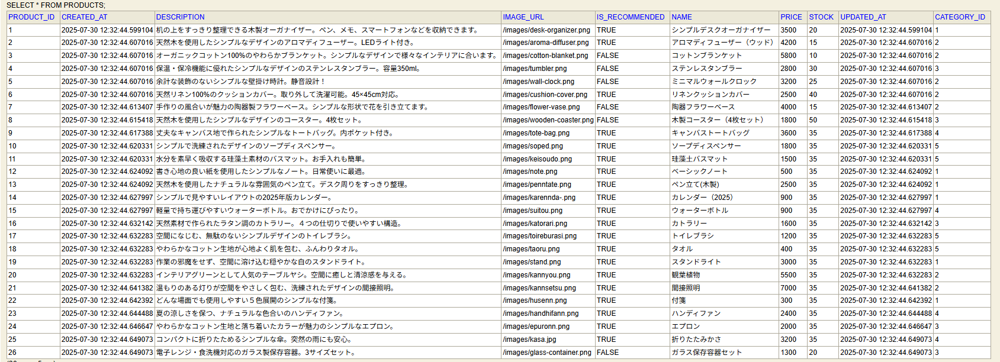 SELECT * FROM PRODUCTS;
PRODUCT_ID CREATED_AT DESCRIPTION IMAGE_URL IS_RECOMMENDED NAME PRICE STOCK UPDATED_AT CATEGORY_ID
1 2025-07-30 12:32:44.599104 机の上をすっきり整理できる木製オーガナイザー。ペン、メモ、スマートフォンなどを収納できます。 /images/desk-organizer.png TRUE シンプルデスクオーガナイザー 3500 20 2025-07-30 12:32:44.599104 1
2 2025-07-30 12:32:44.607016 天然木を使用したシンプルなデザインのアロマディフューザー。LEDライト付き。 /images/aroma-diffuser.png TRUE アロマディフューザー（ウッド） 4200 15 2025-07-30 12:32:44.607016 2
3 2025-07-30 12:32:44.607016 オーガニックコットン100%のやわらかブランケット。シンプルなデザインで様々なインテリアに合います。 /images/cotton-blanket.png FALSE コットンブランケット 5800 10 2025-07-30 12:32:44.607016 2
4 2025-07-30 12:32:44.607016 保温・保冷機能に優れたシンプルなデザインのステンレスタンブラー。容量350ml。 /images/tumbler.png FALSE ステンレスタンブラー 2800 30 2025-07-30 12:32:44.607016 3
5 2025-07-30 12:32:44.607016 余計な装飾のないシンプルな壁掛け時計。静音設計！ /images/wall-clock.png FALSE ミニマルウォールクロック 3200 25 2025-07-30 12:32:44.607016 2
6 2025-07-30 12:32:44.607016 天然リネン100%のクッションカバー。取り外して洗濯可能。45×45cm対応。 /images/cushion-cover.png TRUE リネンクッションカバー 2500 40 2025-07-30 12:32:44.607016 2
7 2025-07-30 12:32:44.613407 手作りの風合いが魅力の陶器製フラワーベース。シンプルな形状で花を引き立てます。 /images/flower-vase.png FALSE 陶器フラワーベース 4000 15 2025-07-30 12:32:44.613407 2
8 2025-07-30 12:32:44.615418 天然木を使用したシンプルなデザインのコースター。4枚セット。 /images/wooden-coaster.png FALSE 木製コースター（4枚セット） 1800 50 2025-07-30 12:32:44.615418 3
9 2025-07-30 12:32:44.617388 丈夫なキャンバス地で作られたシンプルなトートバッグ。内ポケット付き。 /images/tote-bag.png TRUE キャンバストートバッグ 3600 35 2025-07-30 12:32:44.617388 4
10 2025-07-30 12:32:44.620331 シンプルで洗練されたデザインのソープディスペンサー。 /images/soped.png TRUE ソープディスペンサー 1800 35 2025-07-30 12:32:44.620331 5
11 2025-07-30 12:32:44.620331 水分を素早く吸収する珪藻土素材のバスマット。お手入れも簡単。 /images/keisoudo.png TRUE 珪藻土バスマット 1500 35 2025-07-30 12:32:44.620331 5
12 2025-07-30 12:32:44.624092 書き心地の良い紙を使用したシンプルなノート。日常使いに最適。 /images/note.png TRUE ベーシックノート 500 35 2025-07-30 12:32:44.624092 1
13 2025-07-30 12:32:44.624092 天然木を使用したナチュラルな雰囲気のペン立て。デスク周りをすっきり整理。 /images/penntate.png TRUE ペン立て(木製) 2500 35 2025-07-30 12:32:44.624092 1
14 2025-07-30 12:32:44.627997 シンプルで見やすいレイアウトの2025年版カレンダー。 /images/karennda-.png TRUE カレンダー（2025） 900 35 2025-07-30 12:32:44.627997 1
15 2025-07-30 12:32:44.627997 軽量で持ち運びやすいウォーターボトル。おでかけにぴったり。 /images/suitou.png TRUE ウォーターボトル 900 35 2025-07-30 12:32:44.627997 4
16 2025-07-30 12:32:44.632142 天然素材で作られたラタン調のカトラリー。４つの仕切りで使いやすい構造。 /images/katorari.png TRUE カトラリー 1600 35 2025-07-30 12:32:44.632142 3
17 2025-07-30 12:32:44.632283 空間になじむ、無駄のないシンプルデザインのトイレブラシ。 /images/toireburasi.png TRUE トイレブラシ 1200 35 2025-07-30 12:32:44.632283 5
18 2025-07-30 12:32:44.632283 やわらかなコットン生地が心地よく肌を包む、ふんわりタオル。 /images/taoru.png TRUE タオル 400 35 2025-07-30 12:32:44.632283 5
19 2025-07-30 12:32:44.632283 作業の邪魔をせず、空間に溶け込む穏やかな白のスタンドライト。 /images/stand.png TRUE スタンドライト 3000 35 2025-07-30 12:32:44.632283 1
20 2025-07-30 12:32:44.632283 インテリアグリーンとして人気のテーブルヤシ。空間に癒しと清涼感を与える。 /images/kannyou.png TRUE 観葉植物 5500 35 2025-07-30 12:32:44.632283 2
21 2025-07-30 12:32:44.641382 温もりのある灯りが空間をやさしく包む、洗練されたデザインの間接照明。 /images/kannsetsu.png TRUE 間接照明 7000 35 2025-07-30 12:32:44.641382 2
22 2025-07-30 12:32:44.642392 どんな場面でも使用しやすい５色展開のシンプルな付箋。 /images/husenn.png TRUE 付箋 300 35 2025-07-30 12:32:44.642392 1
23 2025-07-30 12:32:44.644488 夏の涼しさを保つ、ナチュラルな色合いのハンディファン。 /images/handhifann.png TRUE ハンディファン 2400 35 2025-07-30 12:32:44.644488 4
24 2025-07-30 12:32:44.646647 やわらかなコットン生地と落ち着いたカラーが魅力のシンプルなエプロン。 /images/epuronn.png TRUE エプロン 2000 35 2025-07-30 12:32:44.646647 3
25 2025-07-30 12:32:44.649073 コンパクトに折りたためるシンプルな傘。突然の雨にも安心。 /images/kasa.jpg TRUE 折りたたみかさ 3200 35 2025-07-30 12:32:44.649073 4
26 2025-07-30 12:32:44.649073 電子レンジ・食洗機対応のガラス製保存容器。3サイズセット。 /images/glass-container.png FALSE ガラス保存容器セット 1300 20 2025-07-30 12:32:44.649073 3